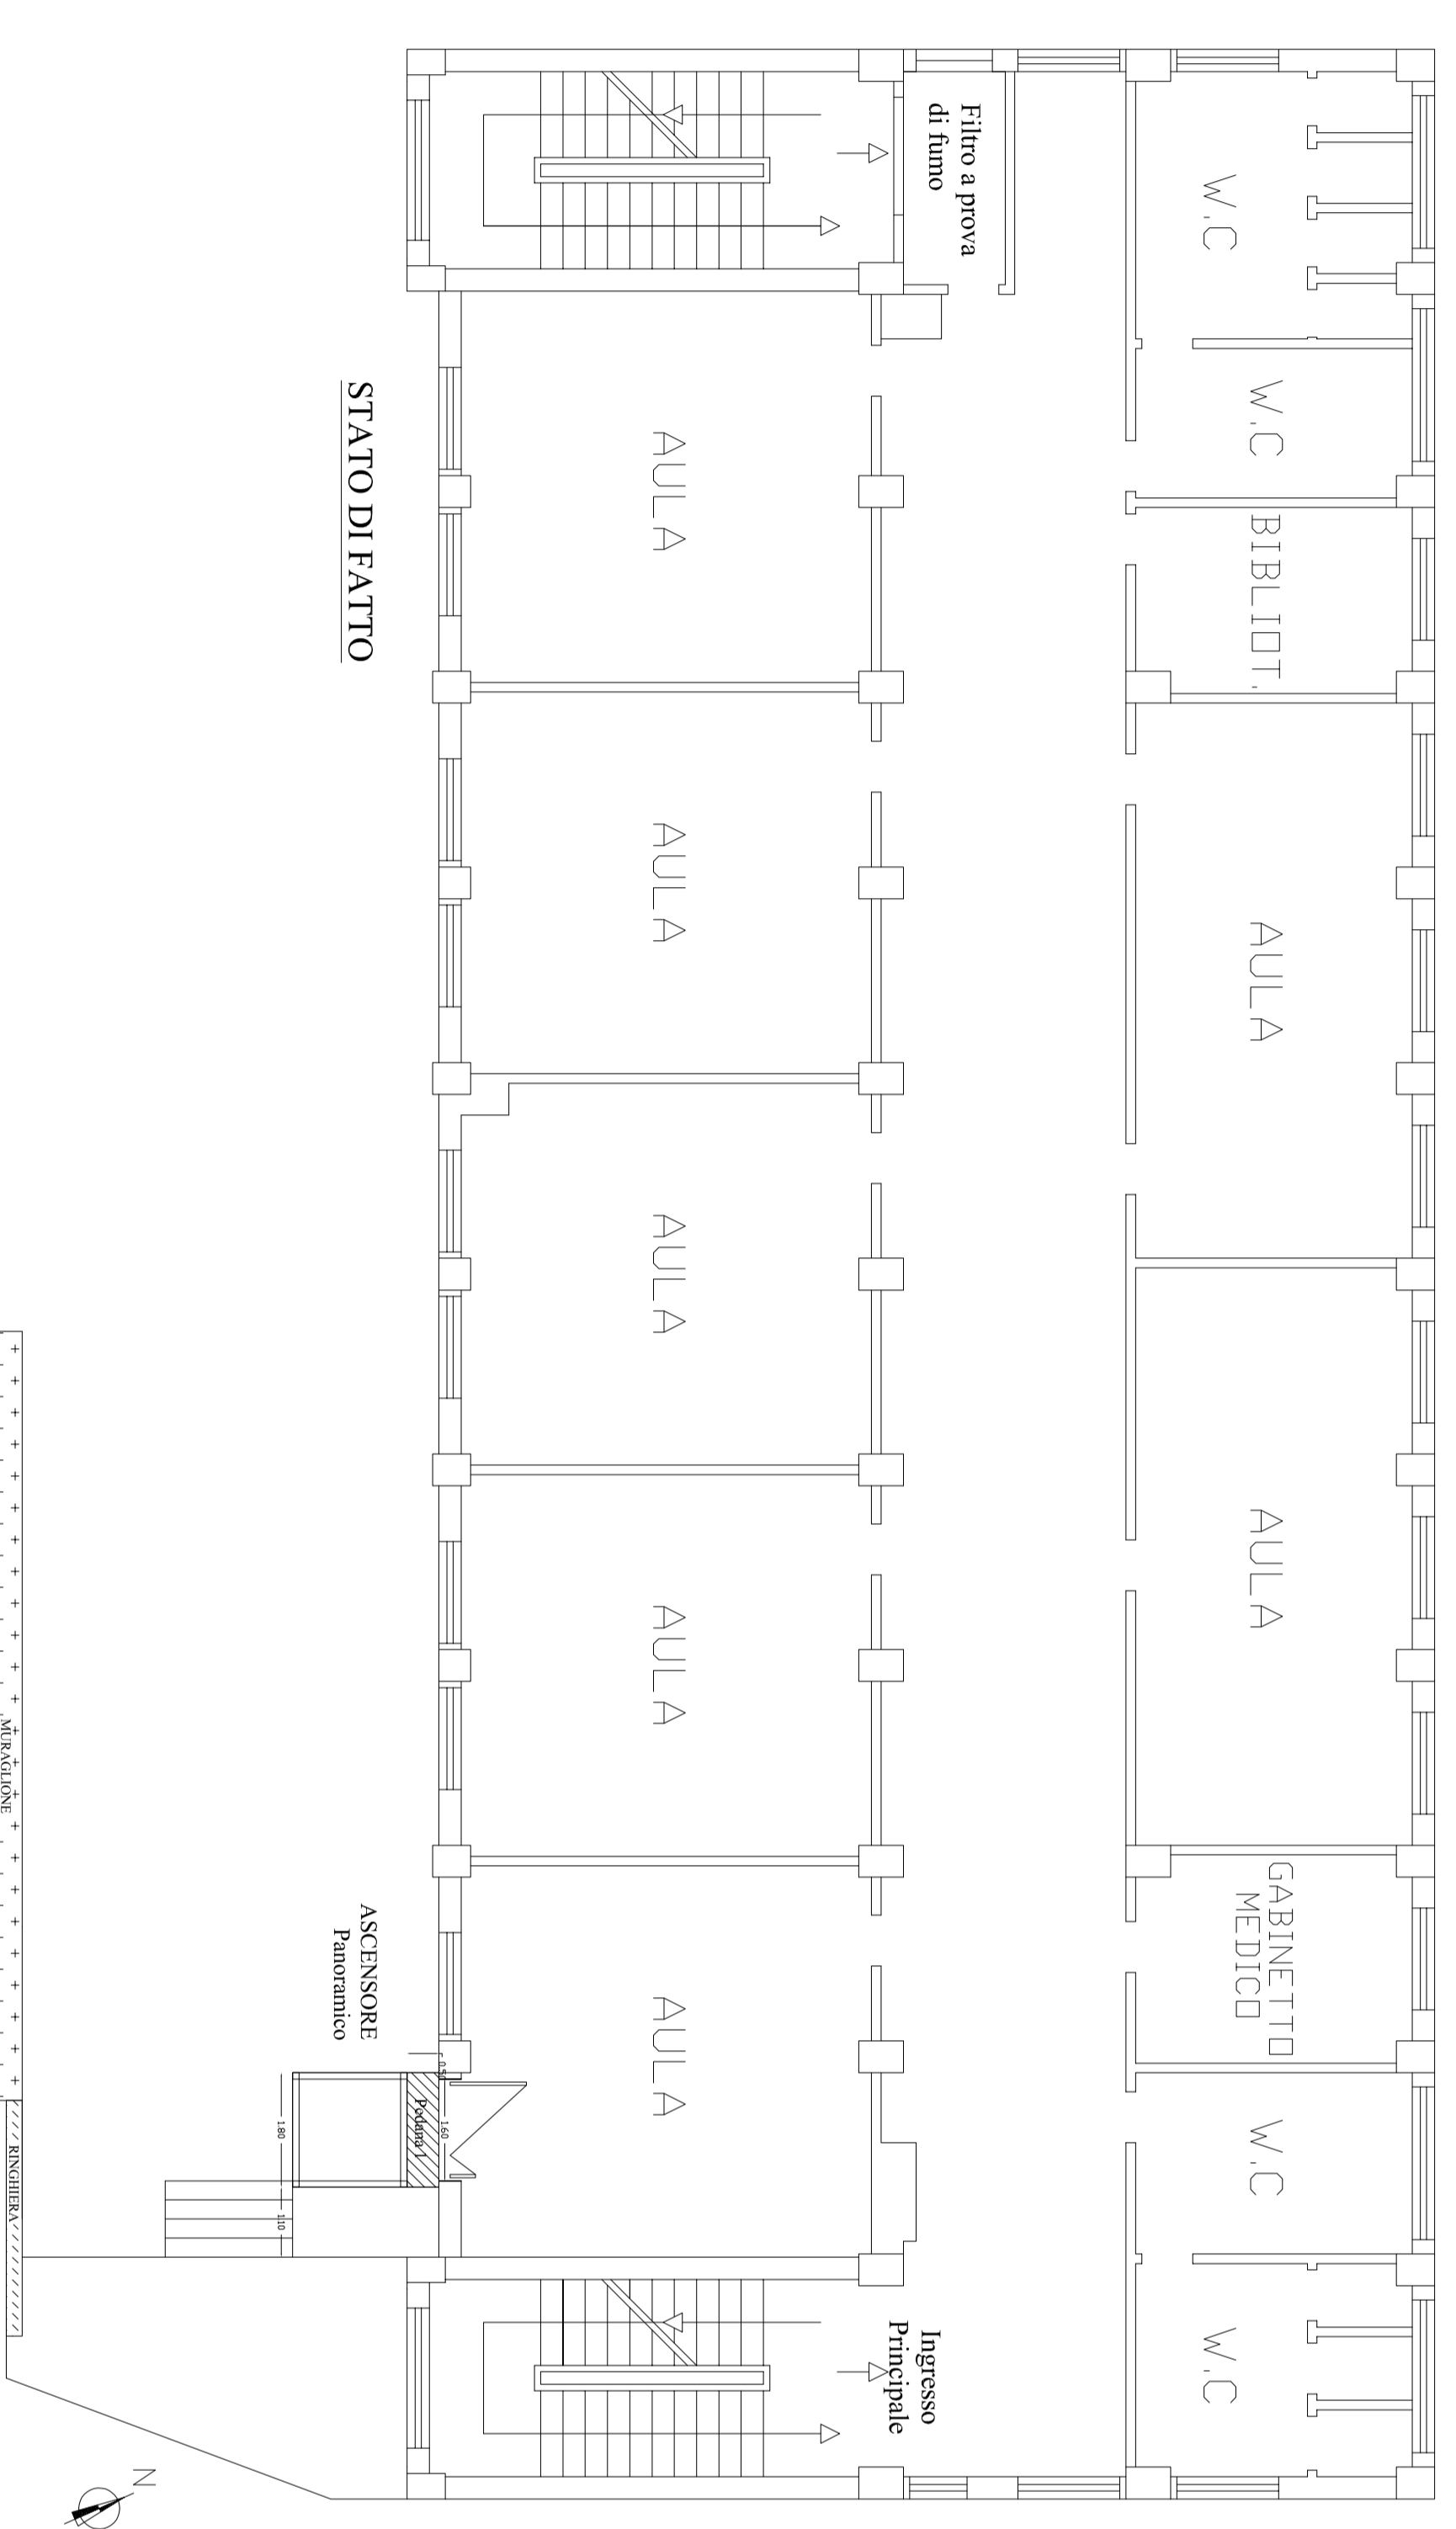 W.C
W.C
BIBLIOT.
AULA
AULA
GABINETTO
MEDICO
W.C
W.C
Filtro a prova
di fumo
Ingresso
Principale
AULA
AULA
AULA
AULA
AULA
STATO DI FATTO
ASCENSORE
Panoramico
Pedana 1
1.60
1.80
1.10
MURAGLIONE
RINGHIERA
N